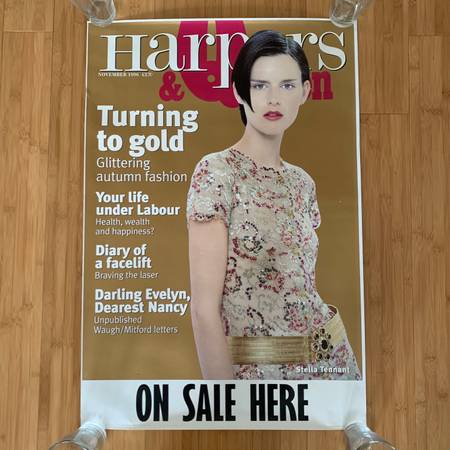 Harpers
& Q n
NOVEMBER 1996
Turning
to gold
Glittering
autumn fashion
Your life
under Labour
Health, wealth
and happiness?
Diary of
a facelift
Braving the laser
Darling Evelyn,
Dearest Nancy
Unpublished
Waugh/Mitford letters
Stella Tennant
ON SALE HERE